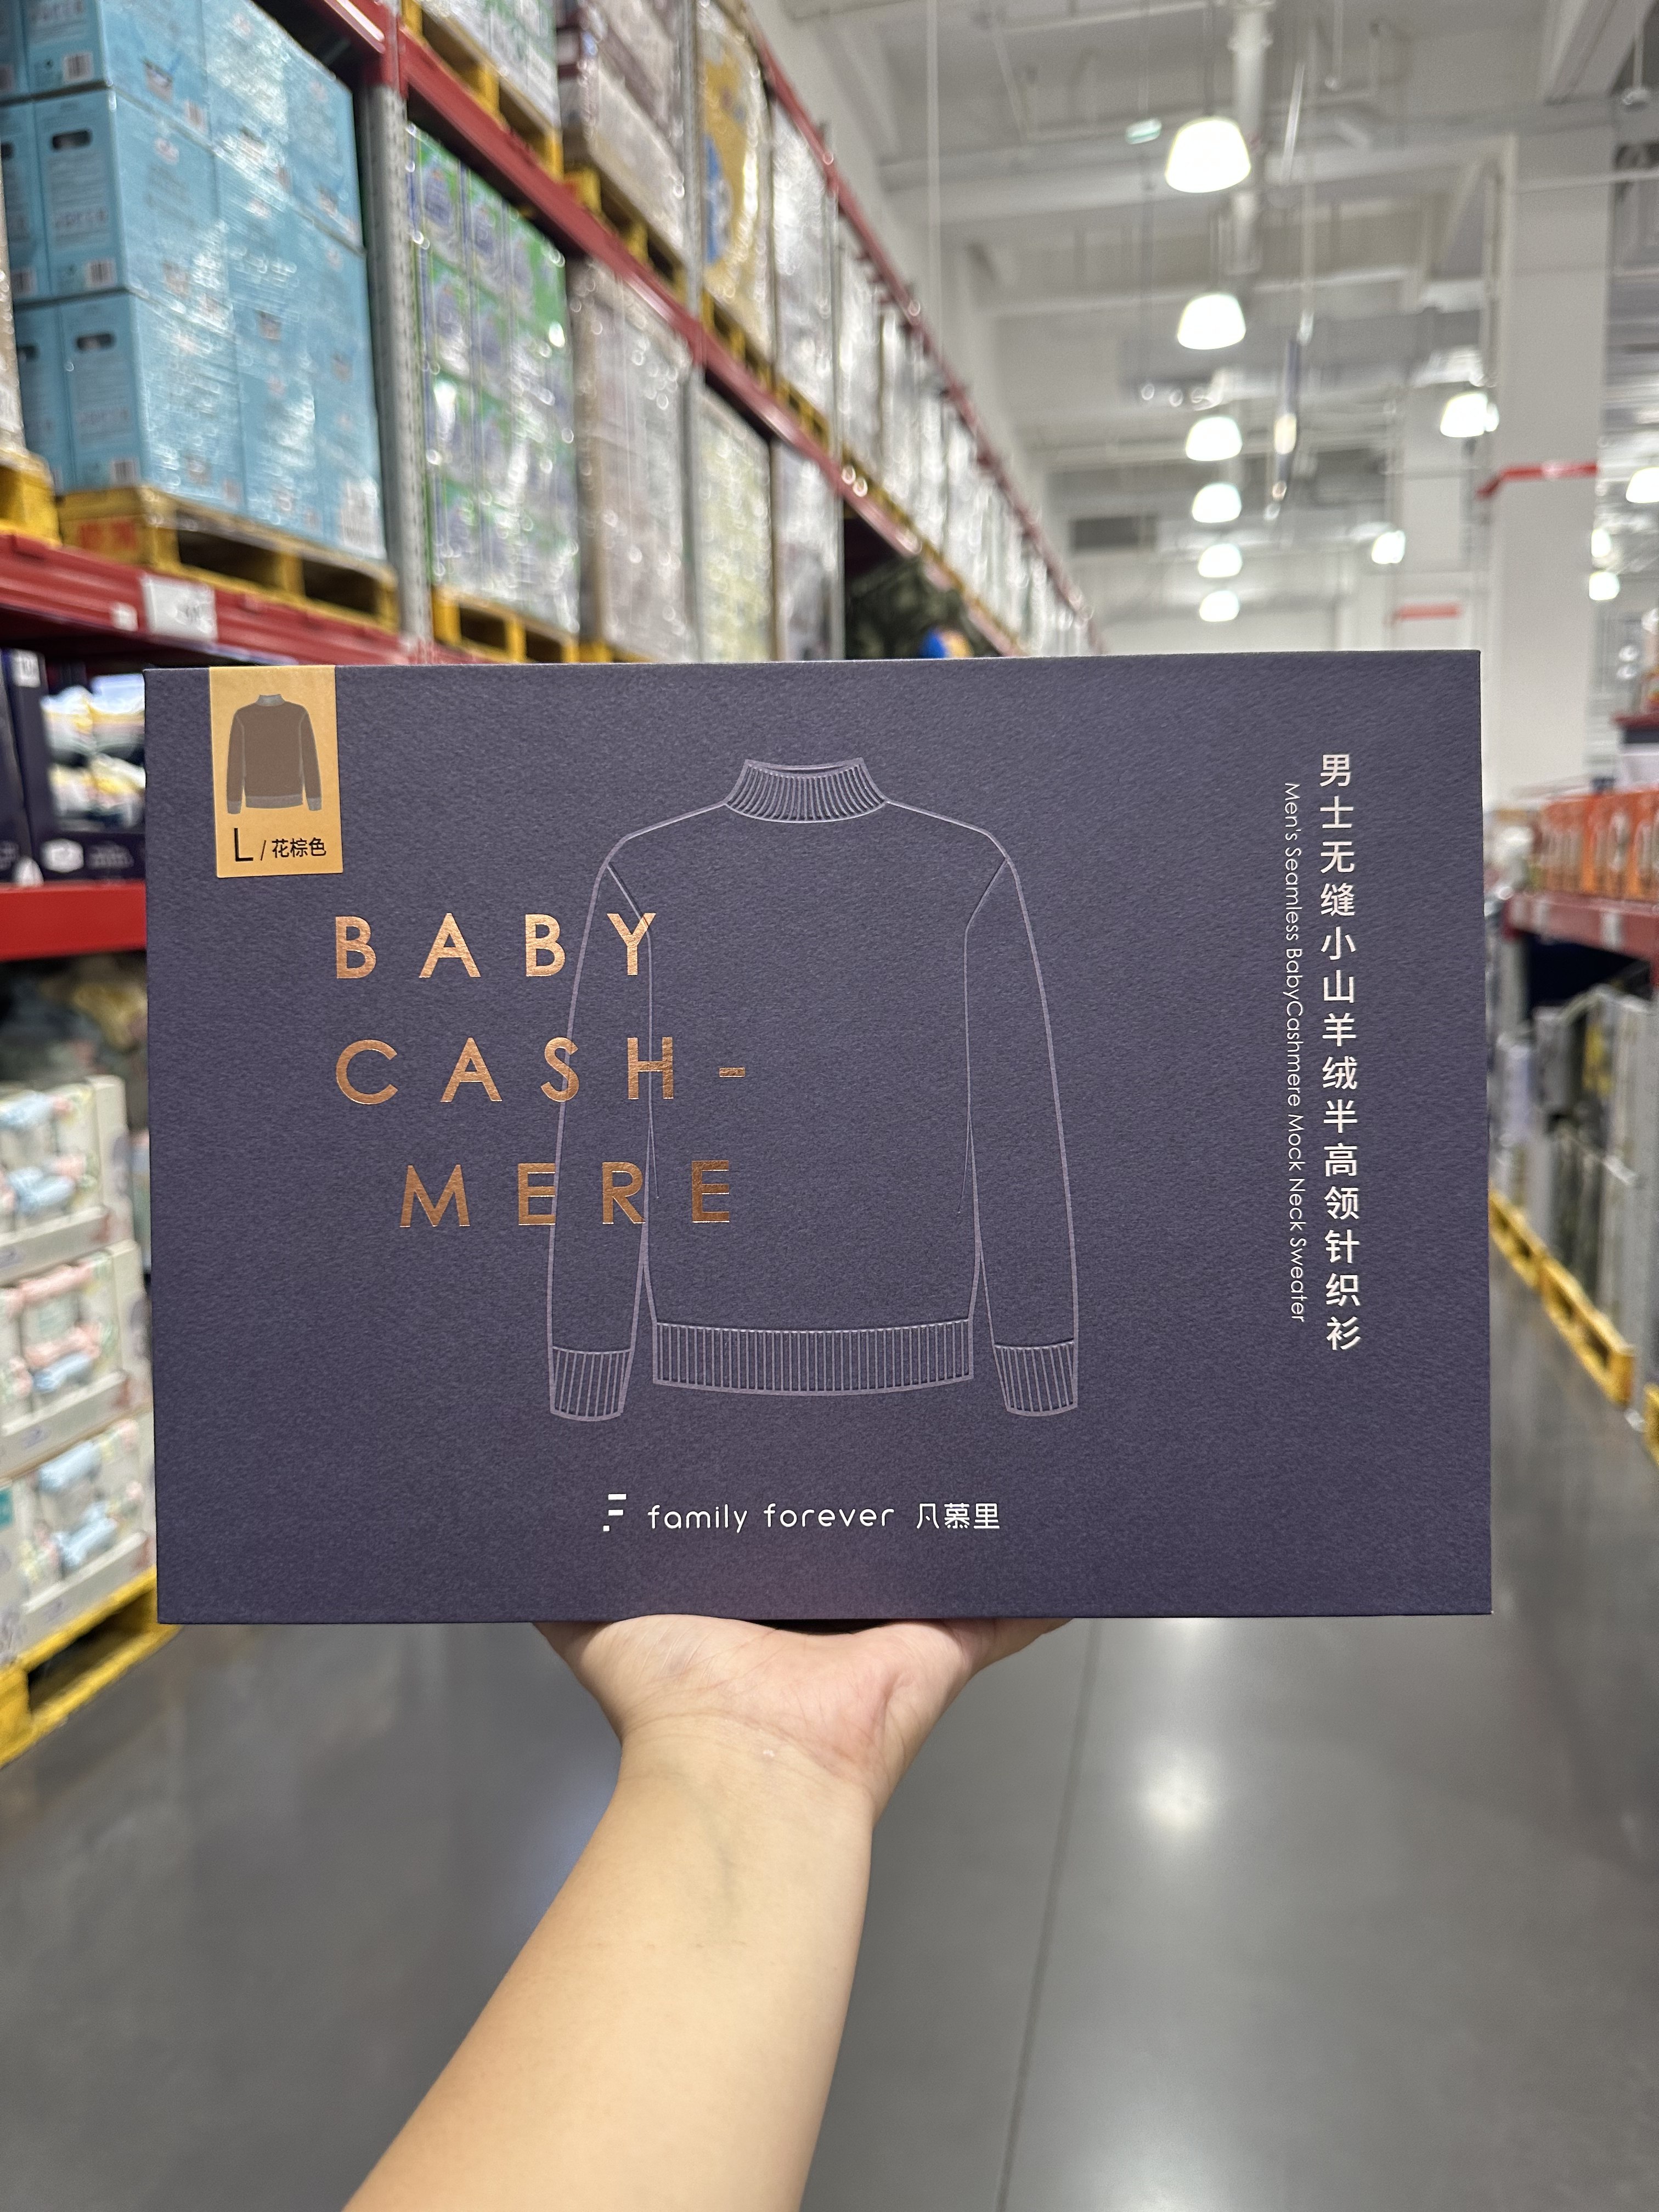 L / 花棕色
BABY
CASH-
MERE
男士无缝小山羊绒半高领针织衫
Men's Seamless BabyCashmere Mock Neck Sweater
family forever 凡慕里